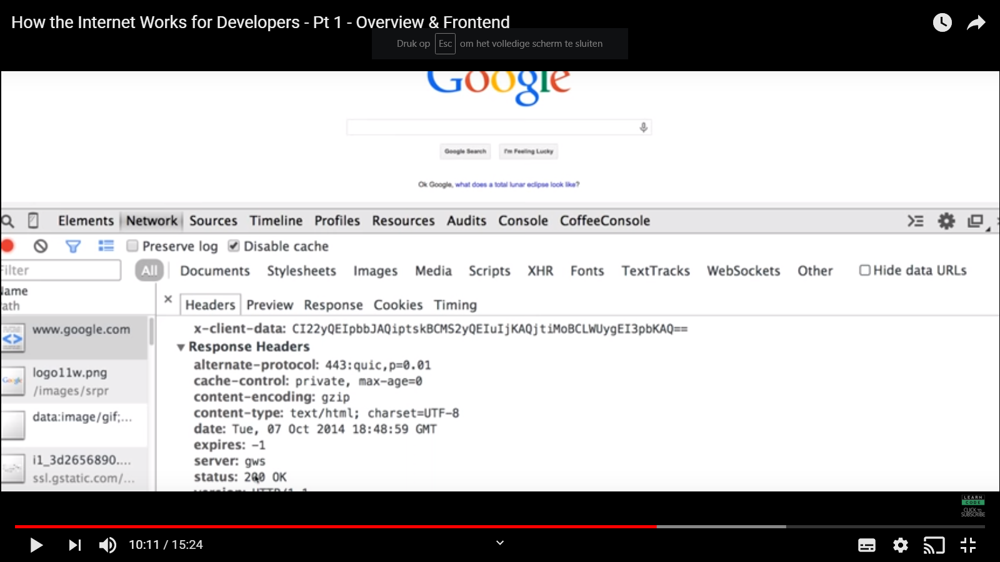 How the Internet Works for Developers - Pt 1 - Overview & Frontend
Druk op Esc om het volledige scherm te sluiten
Google
Google Search I'm Feeling Lucky
Ok Google, what does a total lunar eclipse look like?
Elements Network Sources Timeline Profiles Resources Audits Console CoffeeConsole
Preserve log Disable cache
Filter All Documents Stylesheets Images Media Scripts XHR Fonts TextTracks WebSockets Other Hide data URLs
Name
Path
Headers Preview Response Cookies Timing
www.google.com
logo11w.png
/images/srpr
data:image/gif;...
i1_3d2656890....
ssl.gstatic.com/...
x-client-data: CI22yQEIpbbJAQiptskBCMS2yQEIuIjKAQjtiMoBCLWUygEI3pbKAQ==
Response Headers
alternate-protocol: 443:quic,p=0.01
cache-control: private, max-age=0
content-encoding: gzip
content-type: text/html; charset=UTF-8
date: Tue, 07 Oct 2014 18:48:59 GMT
expires: -1
server: gws
status: 200 OK
version: HTTP/1.1
LEARN
CODE
CLICK TO
SUBSCRIBE
10:11 / 15:24